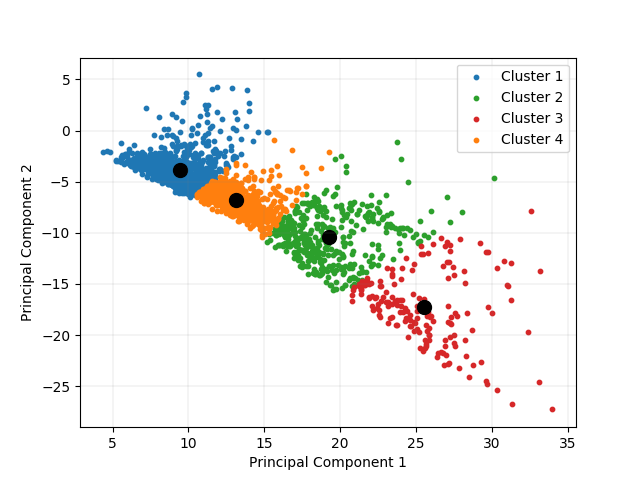 Cluster 1
Cluster 2
Cluster 3
Cluster 4
5
0
−5
−10
−15
−20
−25
Principal Component 2
5
10
15
20
25
30
35
Principal Component 1